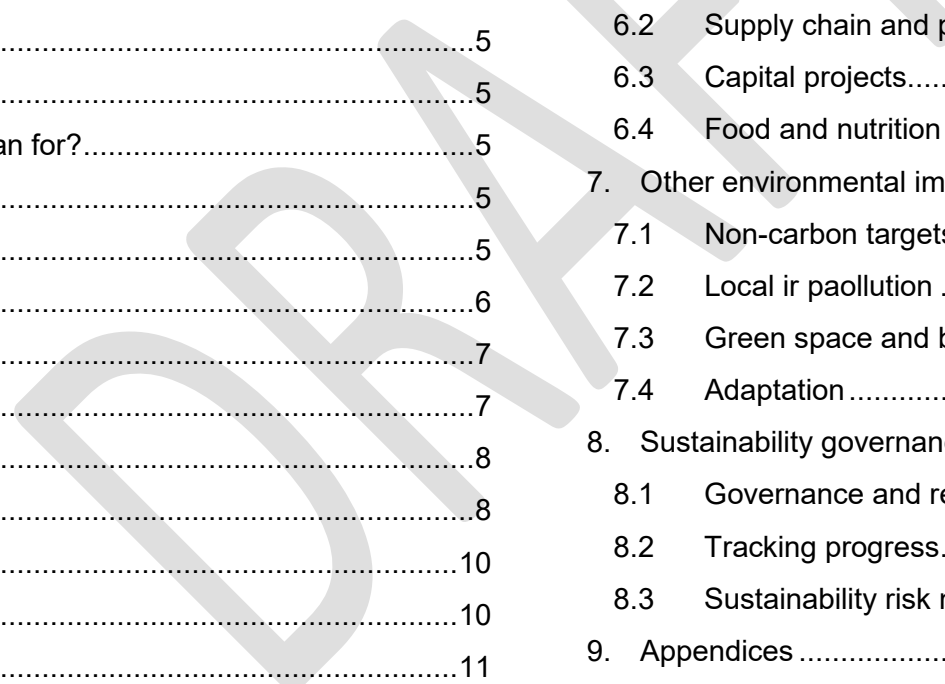 ........................................................5
........................................................5
an for?...............................................5
........................................................5
........................................................5
........................................................6
........................................................7
........................................................7
........................................................8
........................................................8
......................................................10
......................................................10
......................................................11
6.2 Supply chain and p
6.3 Capital projects.....
6.4 Food and nutrition
7. Other environmental im
7.1 Non-carbon targets
7.2 Local ir paollution .
7.3 Green space and b
7.4 Adaptation............
8. Sustainability governanc
8.1 Governance and re
8.2 Tracking progress.
8.3 Sustainability risk r
9. Appendices..................
DRAF